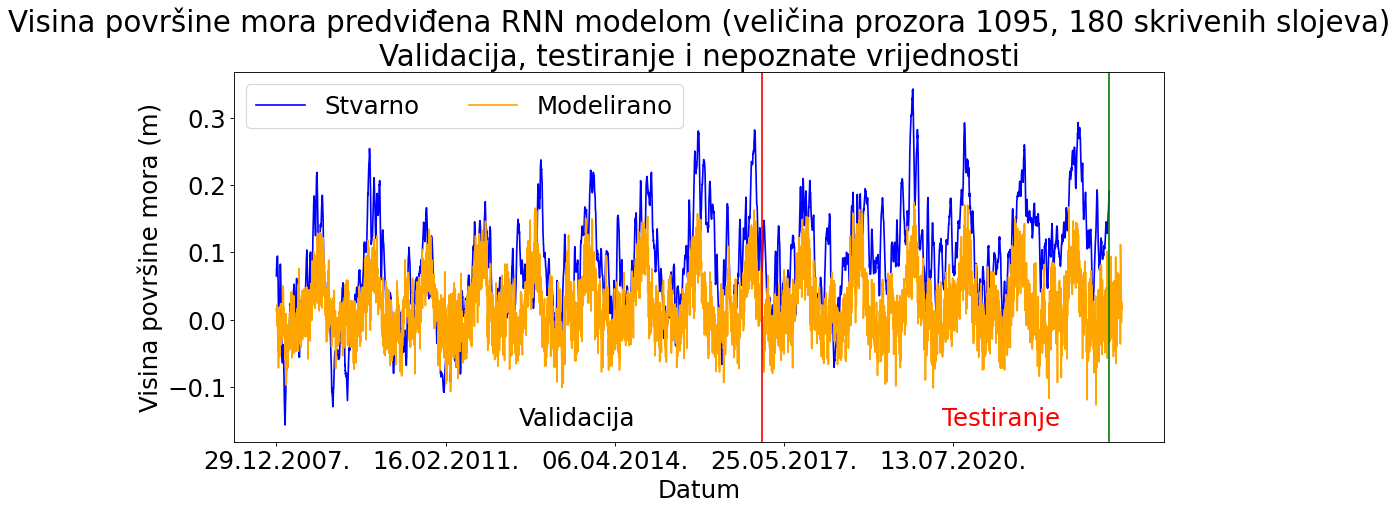 Visina površine mora predviđena RNN modelom (veličina prozora 1095, 180 skrivenih slojeva)
Validacija, testiranje i nepoznate vrijednosti
Stvarno
Modelirano
Visina površine mora (m)
0.3
0.2
0.1
0.0
−0.1
Validacija
Testiranje
29.12.2007.
16.02.2011.
06.04.2014.
25.05.2017.
13.07.2020.
Datum